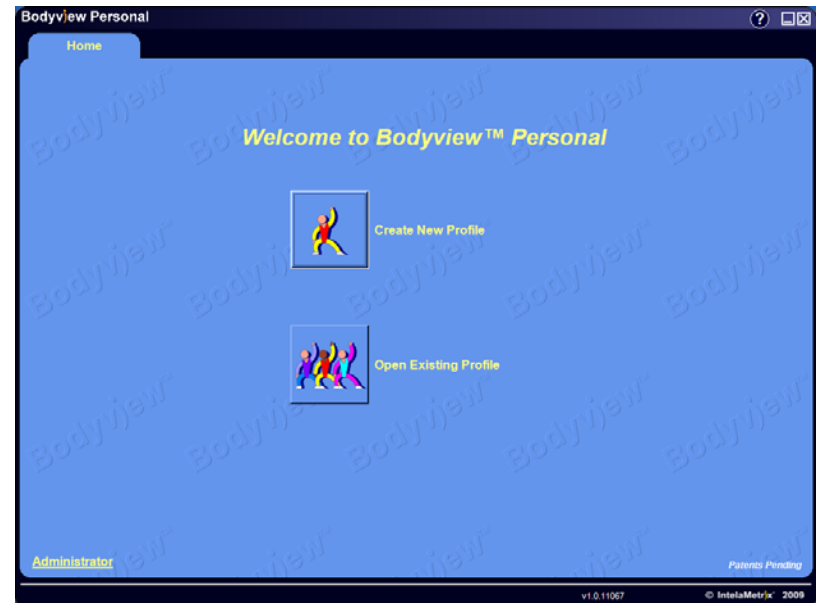 Bodyview Personal
?
Home
Welcome to Bodyview™ Personal
Create New Profile
Open Existing Profile
Administrator
Patents Pending
v1.0.11067
© IntelaMetrix® 2009
Bodyview™